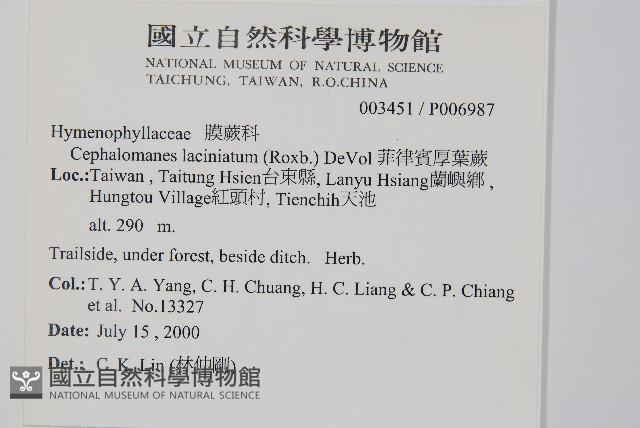 國立自然科學博物館
NATIONAL MUSEUM OF NATURAL SCIENCE
TAICHUNG, TAIWAN, R.O.CHINA
003451 / P006987
Hymenophyllaceae 膜蕨科
Cephalomanes laciniatum (Roxb.) DeVol 菲律賓厚葉蕨
Loc.:Taiwan , Taitung Hsien台東縣, Lanyu Hsiang蘭嶼鄉 ,
Hungtou Village紅頭村, Tienchih天池
alt. 290 m.
Trailside, under forest, beside ditch. Herb.
Col.: T. Y. A. Yang, C. H. Chuang, H. C. Liang & C. P. Chiang
et al. No.13327
Date: July 15 , 2000
Det.: C. K. Lin (林仲剛)
國立自然科學博物館
NATIONAL MUSEUM OF NATURAL SCIENCE